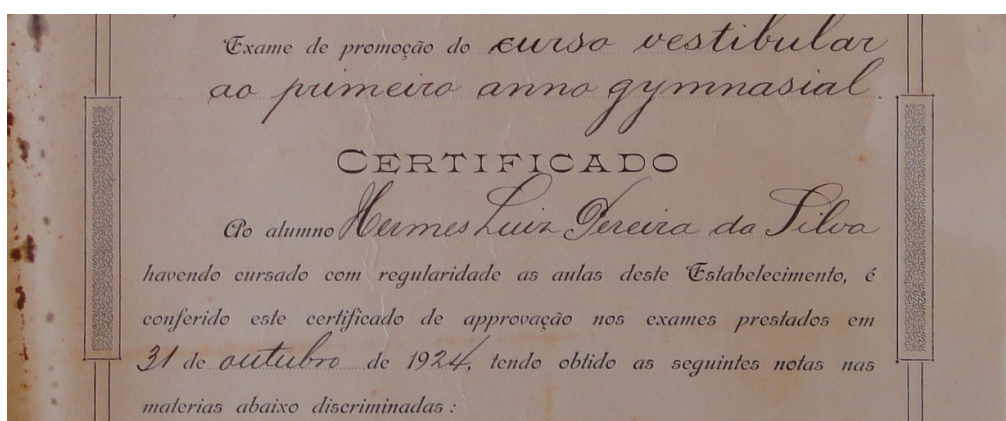 Exame de promoção do curso vestibular
ao primeiro anno gymnasial.
CERTIFICADO
Ao alumno Hermes Luiz Pereira da Silva
havendo cursado com regularidade as aulas deste Estabelecimento, é
conferido este certificado de approvação nos exames prestados em
31 de outubro de 1924, tendo obtido as seguintes notas nas
materias abaixo discriminadas :